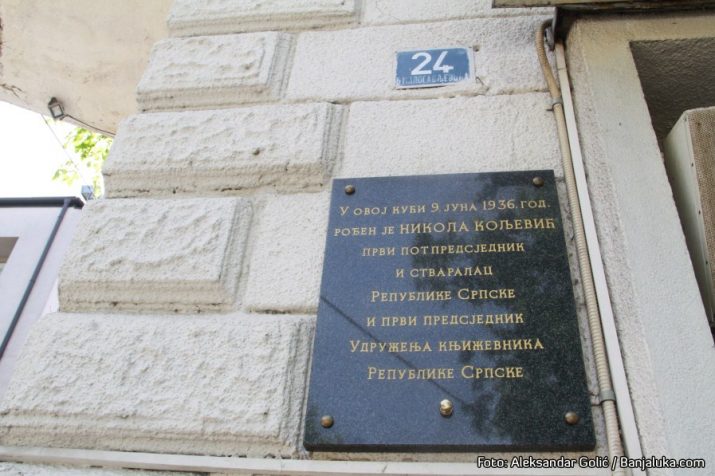 24
У ОВОЈ КУЋИ 9. ЈУНА 1936. ГОД.
РОЂЕН ЈЕ НИКОЛА КОЉЕВИЋ
ПРВИ ПОТПРЕДСЈЕДНИК
И СТВАРАЛАЦ
РЕПУБЛИКЕ СРПСКЕ
И ПРВИ ПРЕДСЈЕДНИК
УДРУЖЕЊА КЊИЖЕВНИКА
РЕПУБЛИКЕ СРПСКЕ
Foto: Aleksandar Golić / Banjaluka.com